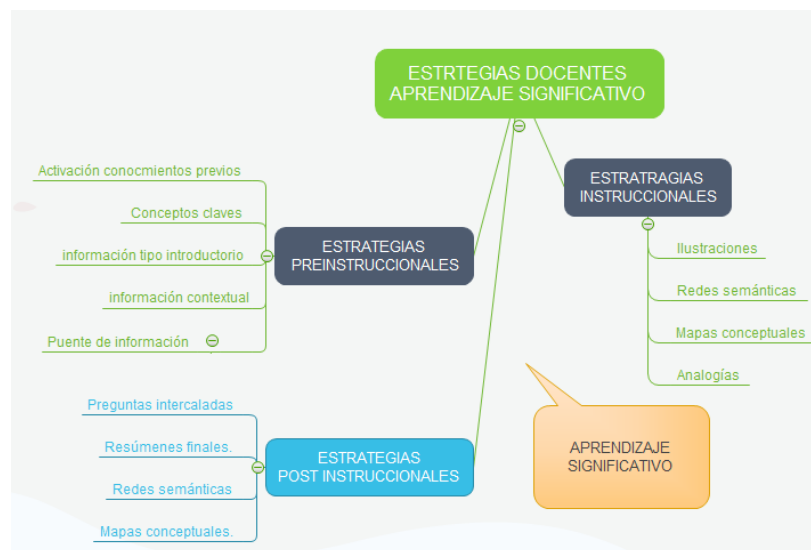 ESTRTEGIAS DOCENTES
APRENDIZAJE SIGNIFICATIVO
ESTRATRAGIAS
INSTRUCCIONALES
Ilustraciones
Redes semánticas
Mapas conceptuales
Analogías
ESTRATEGIAS
PREINSTRUCCIONALES
Activación conocmientos previos
Conceptos claves
información tipo introductorio
información contextual
Puente de información
ESTRATEGIAS
POST INSTRUCCIONALES
Preguntas intercaladas
Resúmenes finales.
Redes semánticas
Mapas conceptuales.
APRENDIZAJE
SIGNIFICATIVO